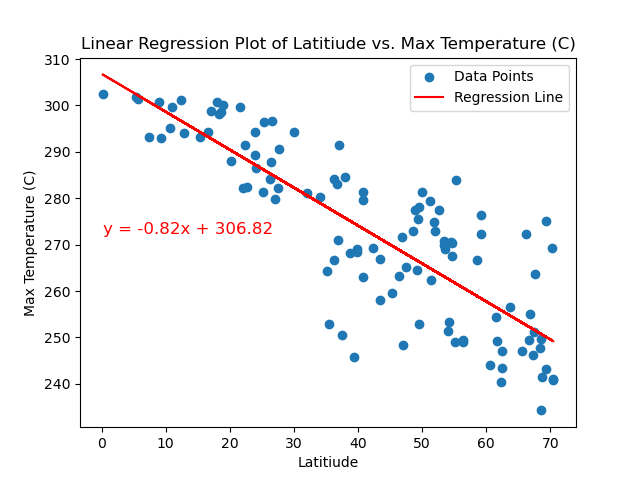 Linear Regression Plot of Latitiude vs. Max Temperature (C)
310
300
290
280
270
260
250
240
Max Temperature (C)
Data Points
Regression Line
y = -0.82x + 306.82
0 10 20 30 40 50 60 70
Latitiude